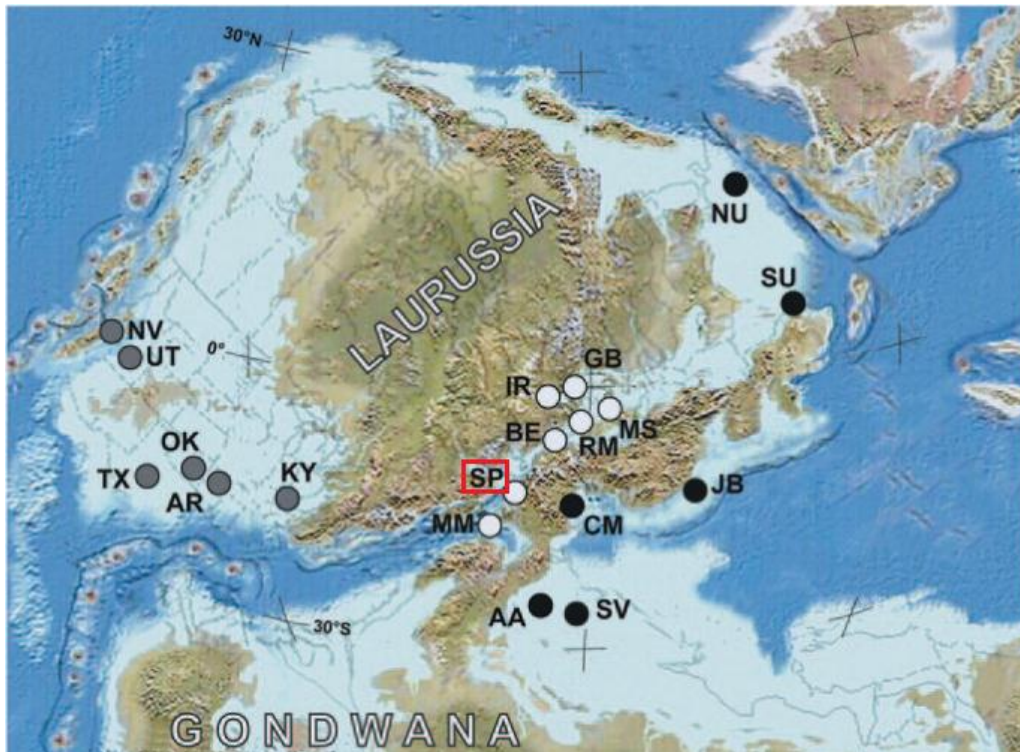 30°N
NU
LAURUSSIA
SU
NV
UT
0°
GB
IR
MS
BE
RM
OK
TX
AR
KY
SP
JB
MM
CM
AA
SV
30°S
GONDWANA